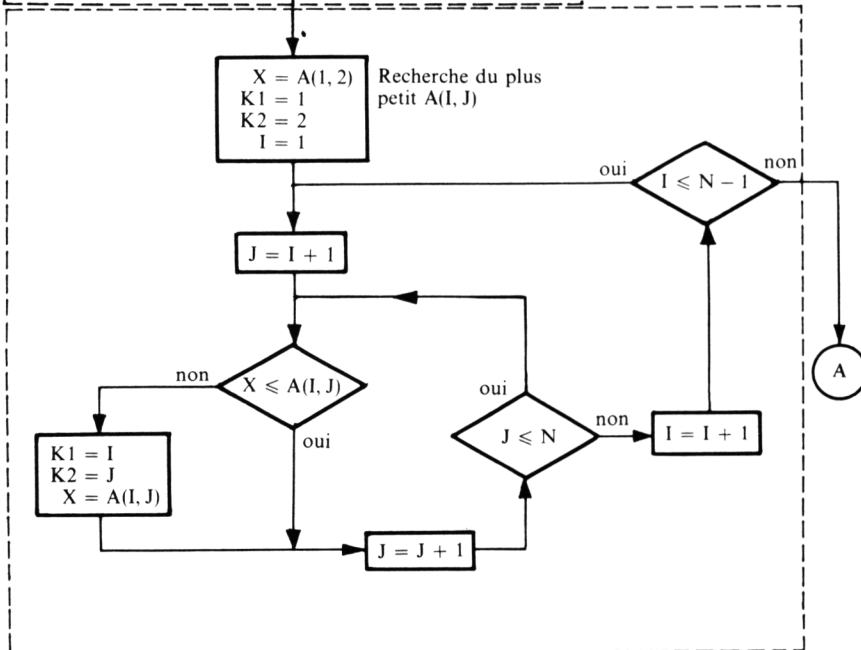 X = A(1, 2)
K1 = 1
K2 = 2
I = 1
Recherche du plus
petit A(I, J)
oui
I ⩽ N − 1
non
J = I + 1
A
non
X ⩽ A(I, J)
oui
oui
J ⩽ N
non
I = I + 1
K1 = I
K2 = J
X = A(I, J)
J = J + 1